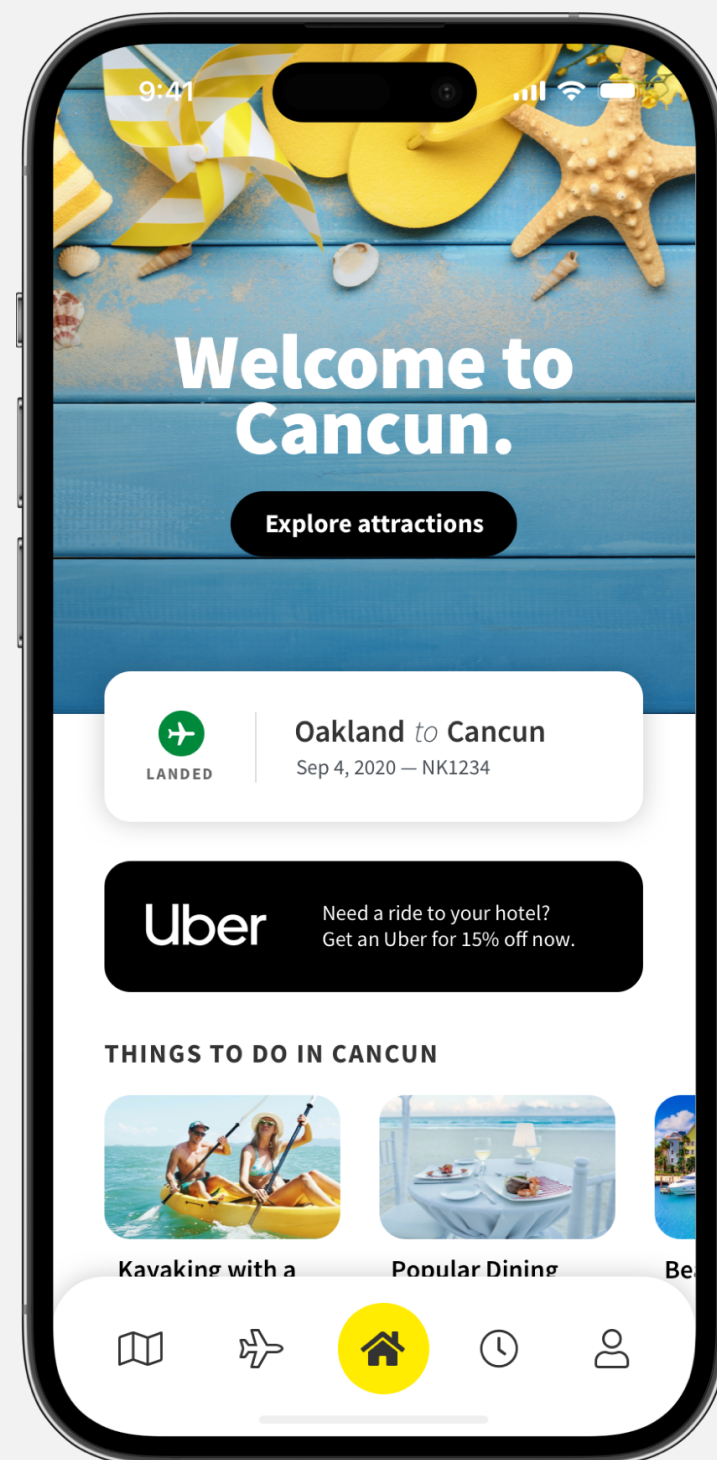 9:41
Welcome to
Cancun.
Explore attractions
LANDED
Oakland to Cancun
Sep 4, 2020 — NK1234
Uber
Need a ride to your hotel?
Get an Uber for 15% off now.
THINGS TO DO IN CANCUN
Kayaking with a
Popular Dining